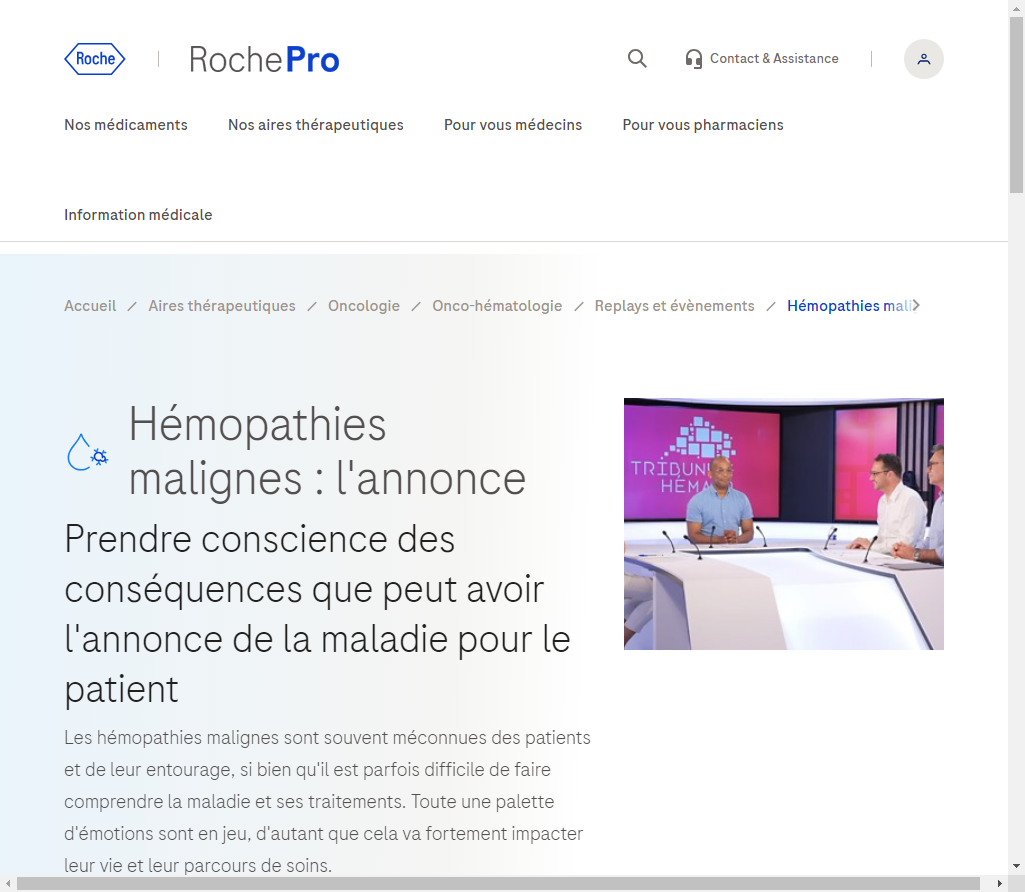 Roche
RochePro
Contact & Assistance
Nos médicaments
Nos aires thérapeutiques
Pour vous médecins
Pour vous pharmaciens
Information médicale
Accueil / Aires thérapeutiques / Oncologie / Onco-hématologie / Replays et évènements / Hémopathies mali
Hémopathies
malignes : l'annonce
TRIBUN
HÉMA
Prendre conscience des
conséquences que peut avoir
l'annonce de la maladie pour le
patient
Les hémopathies malignes sont souvent méconnues des patients
et de leur entourage, si bien qu'il est parfois difficile de faire
comprendre la maladie et ses traitements. Toute une palette
d'émotions sont en jeu, d'autant que cela va fortement impacter
leur vie et leur parcours de soins.